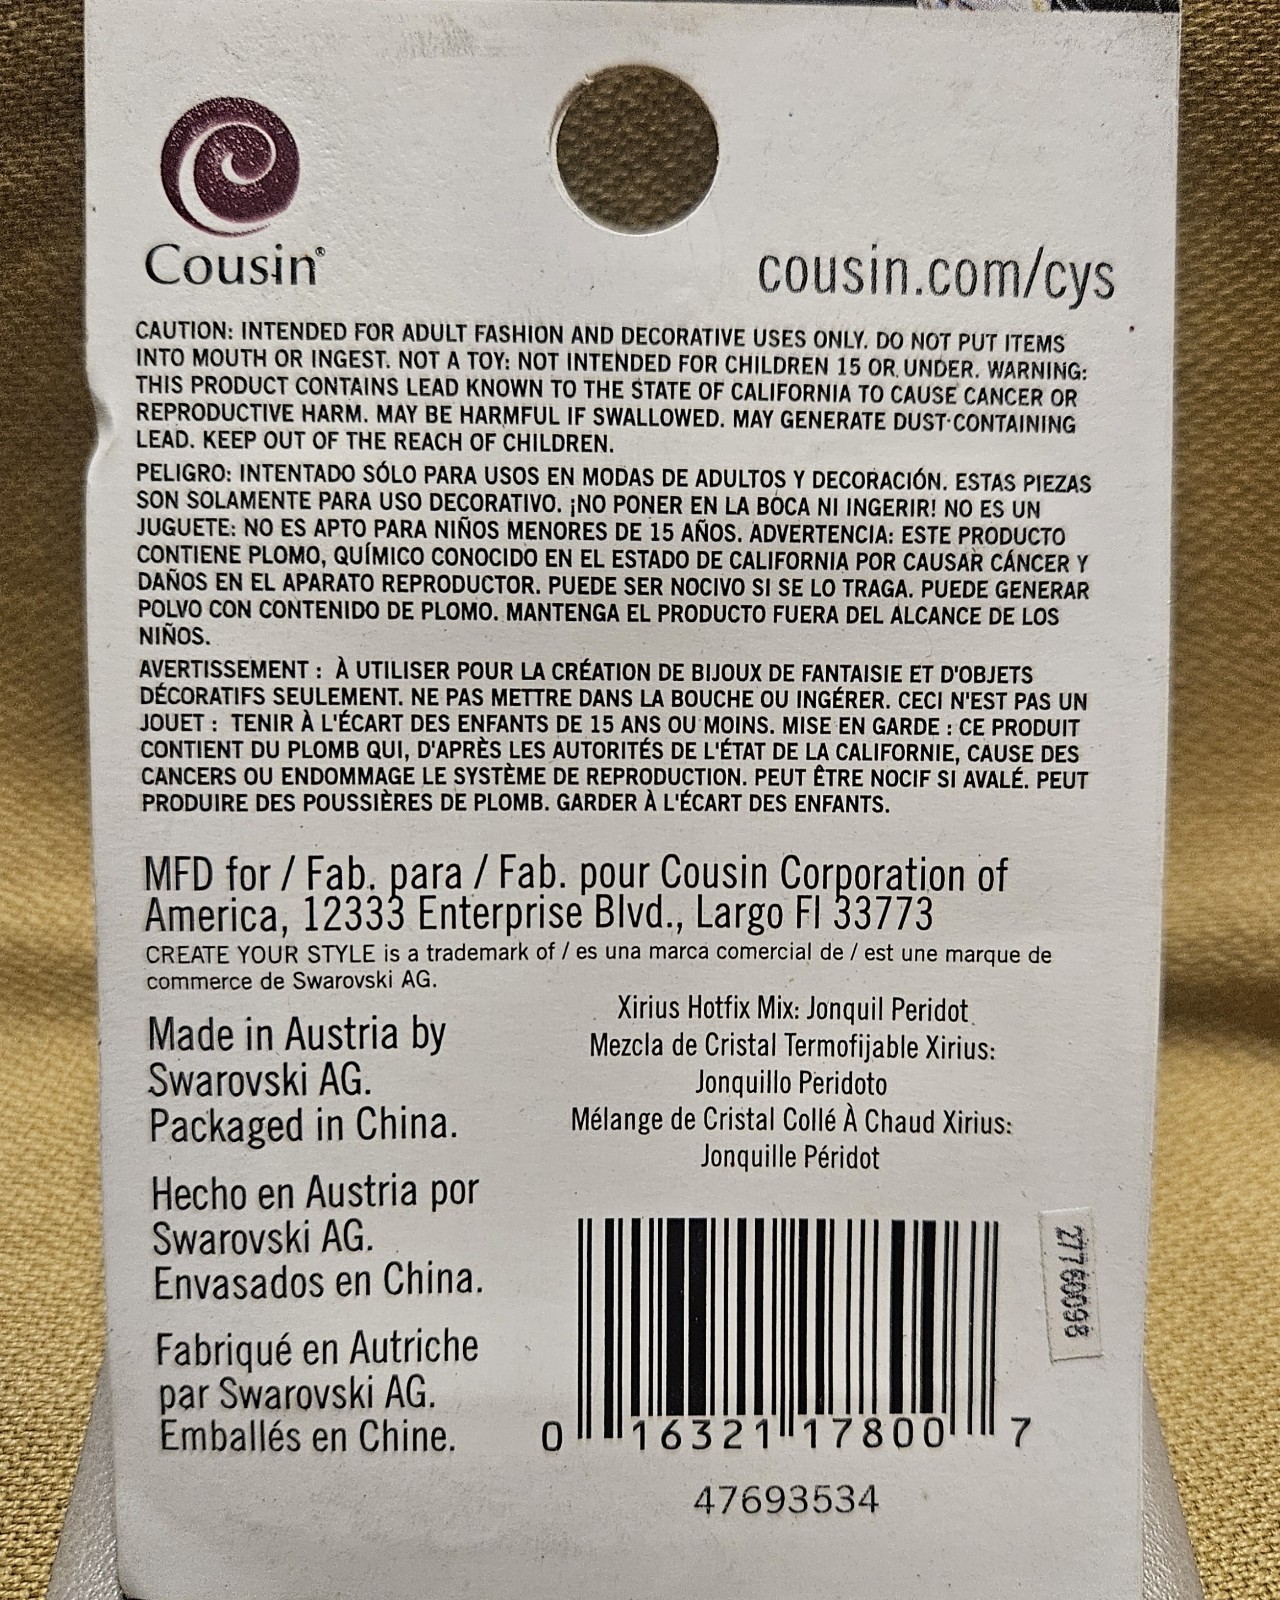 Cousin®
cousin.com/cys
CAUTION: INTENDED FOR ADULT FASHION AND DECORATIVE USES ONLY. DO NOT PUT ITEMS
INTO MOUTH OR INGEST. NOT A TOY: NOT INTENDED FOR CHILDREN 15 OR UNDER. WARNING:
THIS PRODUCT CONTAINS LEAD KNOWN TO THE STATE OF CALIFORNIA TO CAUSE CANCER OR
REPRODUCTIVE HARM. MAY BE HARMFUL IF SWALLOWED. MAY GENERATE DUST-CONTAINING
LEAD. KEEP OUT OF THE REACH OF CHILDREN.
PELIGRO: INTENTADO SÓLO PARA USOS EN MODAS DE ADULTOS Y DECORACIÓN. ESTAS PIEZAS
SON SOLAMENTE PARA USO DECORATIVO. ¡NO PONER EN LA BOCA NI INGERIR! NO ES UN
JUGUETE: NO ES APTO PARA NIÑOS MENORES DE 15 AÑOS. ADVERTENCIA: ESTE PRODUCTO
CONTIENE PLOMO, QUÍMICO CONOCIDO EN EL ESTADO DE CALIFORNIA POR CAUSAR CÁNCER Y
DAÑOS EN EL APARATO REPRODUCTOR. PUEDE SER NOCIVO SI SE LO TRAGA. PUEDE GENERAR
POLVO CON CONTENIDO DE PLOMO. MANTENGA EL PRODUCTO FUERA DEL ALCANCE DE LOS
NIÑOS.
AVERTISSEMENT : À UTILISER POUR LA CRÉATION DE BIJOUX DE FANTAISIE ET D'OBJETS
DÉCORATIFS SEULEMENT. NE PAS METTRE DANS LA BOUCHE OU INGÉRER. CECI N'EST PAS UN
JOUET : TENIR À L'ÉCART DES ENFANTS DE 15 ANS OU MOINS. MISE EN GARDE : CE PRODUIT
CONTIENT DU PLOMB QUI, D'APRÈS LES AUTORITÉS DE L'ÉTAT DE LA CALIFORNIE, CAUSE DES
CANCERS OU ENDOMMAGE LE SYSTÈME DE REPRODUCTION. PEUT ÊTRE NOCIF SI AVALÉ. PEUT
PRODUIRE DES POUSSIÈRES DE PLOMB. GARDER À L'ÉCART DES ENFANTS.
MFD for / Fab. para / Fab. pour Cousin Corporation of
America, 12333 Enterprise Blvd., Largo Fl 33773
CREATE YOUR STYLE is a trademark of / es una marca comercial de / est une marque de
commerce de Swarovski AG.
Made in Austria by
Swarovski AG.
Packaged in China.
Hecho en Austria por
Swarovski AG.
Envasados en China.
Fabriqué en Autriche
par Swarovski AG.
Emballés en Chine.
Xirius Hotfix Mix: Jonquil Peridot
Mezcla de Cristal Termofijable Xirius:
Jonquillo Peridoto
Mélange de Cristal Collé À Chaud Xirius:
Jonquille Péridot
27760098
0 16321 17800 7
47693534